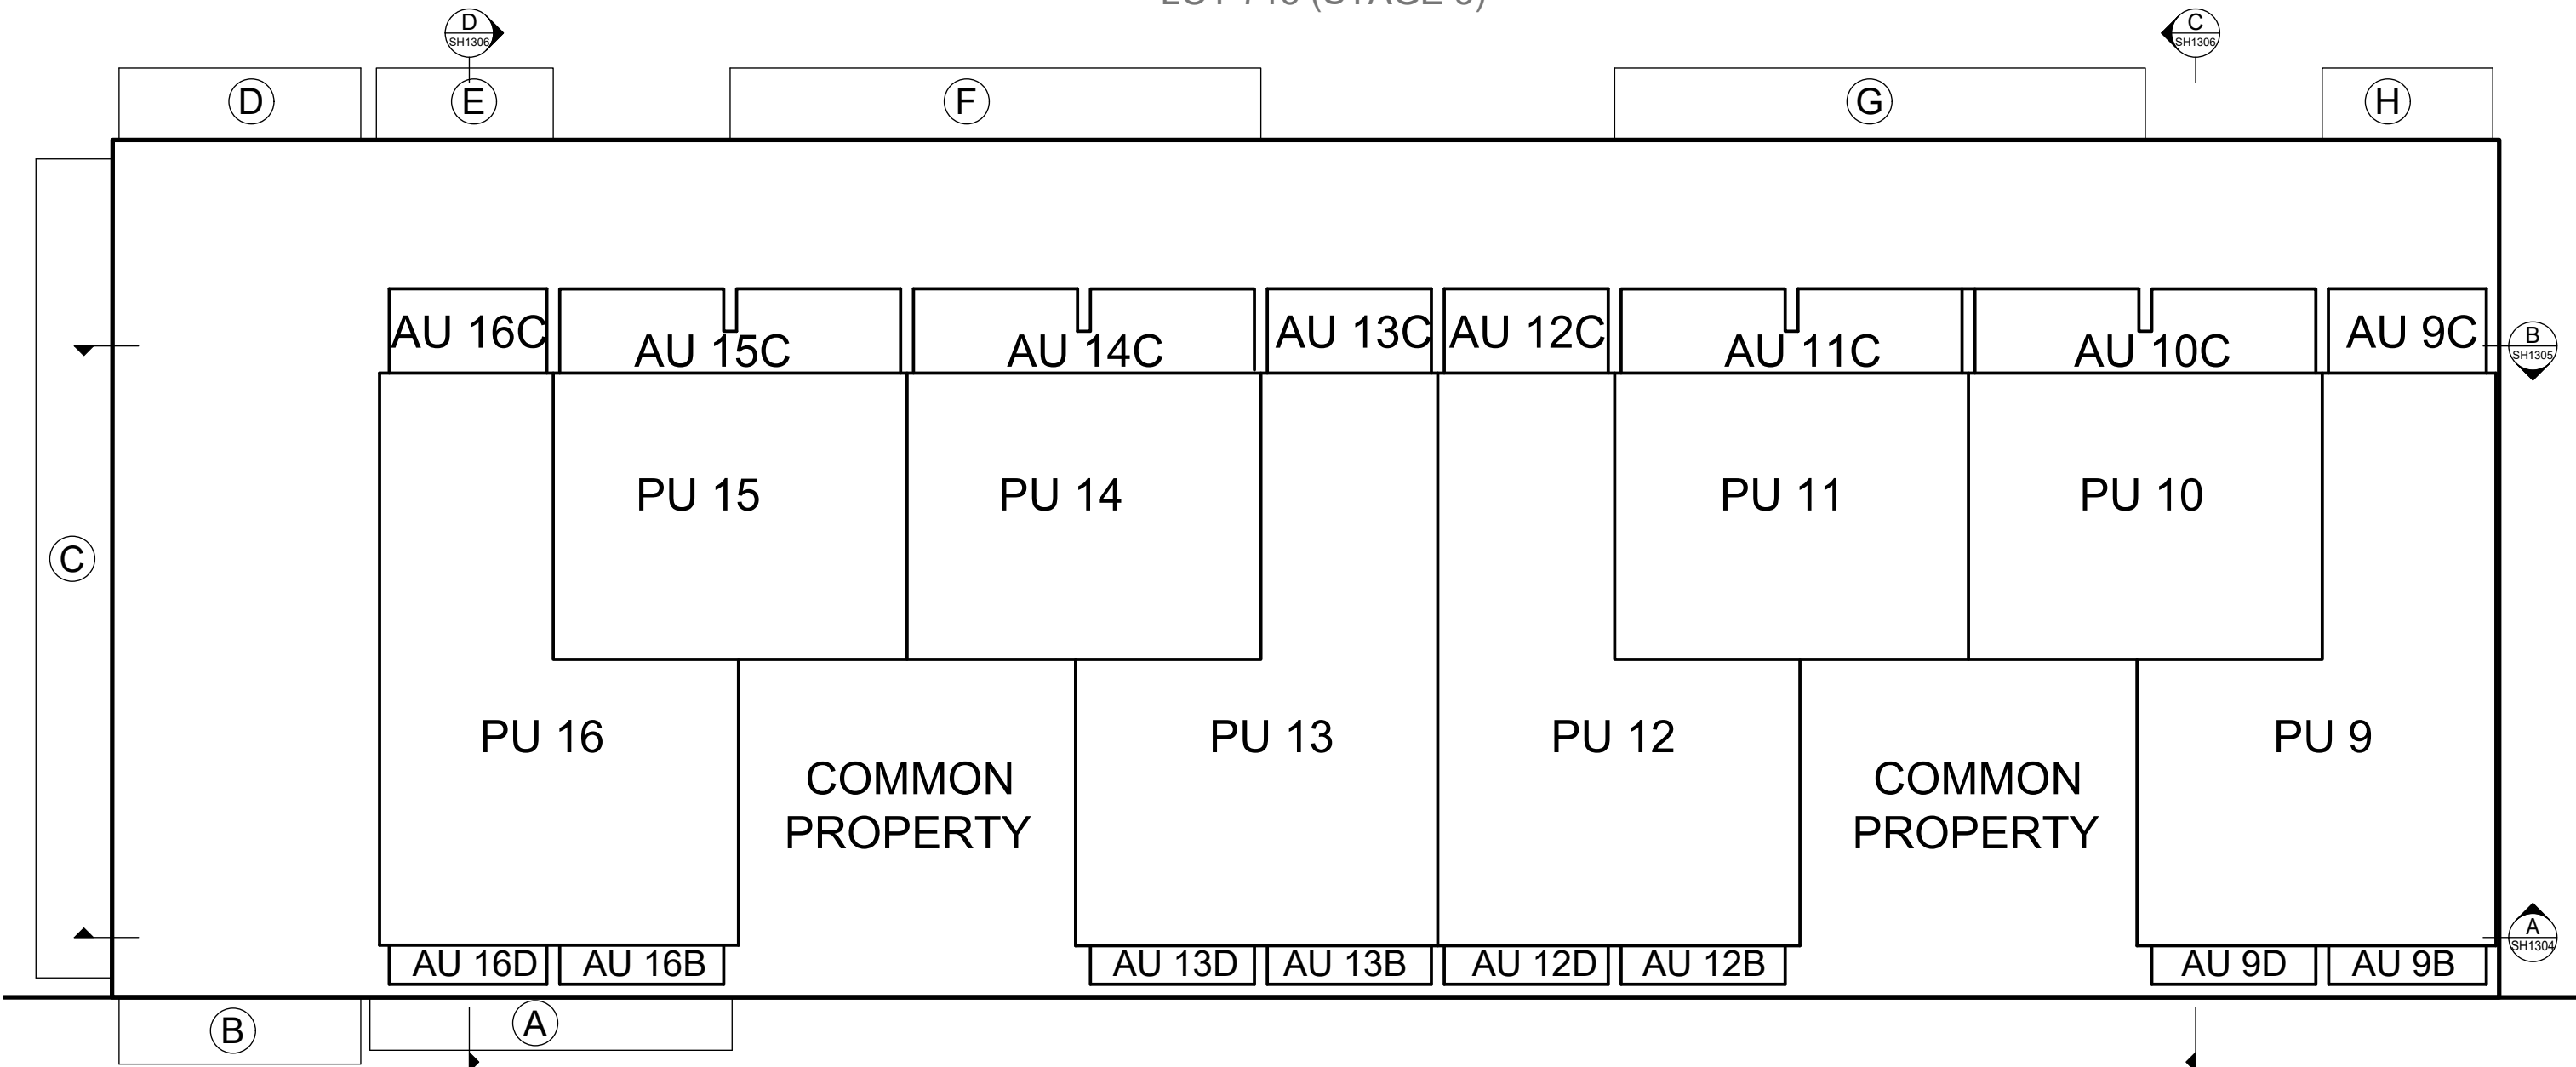 D
SH1306
C
SH1306
D
E
F
G
H
AU 16C
AU 15C
AU 14C
AU 13C
AU 12C
AU 11C
AU 10C
AU 9C
B
SH1305
PU 15
PU 14
PU 11
PU 10
C
PU 16
PU 13
PU 12
PU 9
COMMON
PROPERTY
COMMON
PROPERTY
AU 16D
AU 16B
AU 13D
AU 13B
AU 12D
AU 12B
AU 9D
AU 9B
A
SH1304
B
A